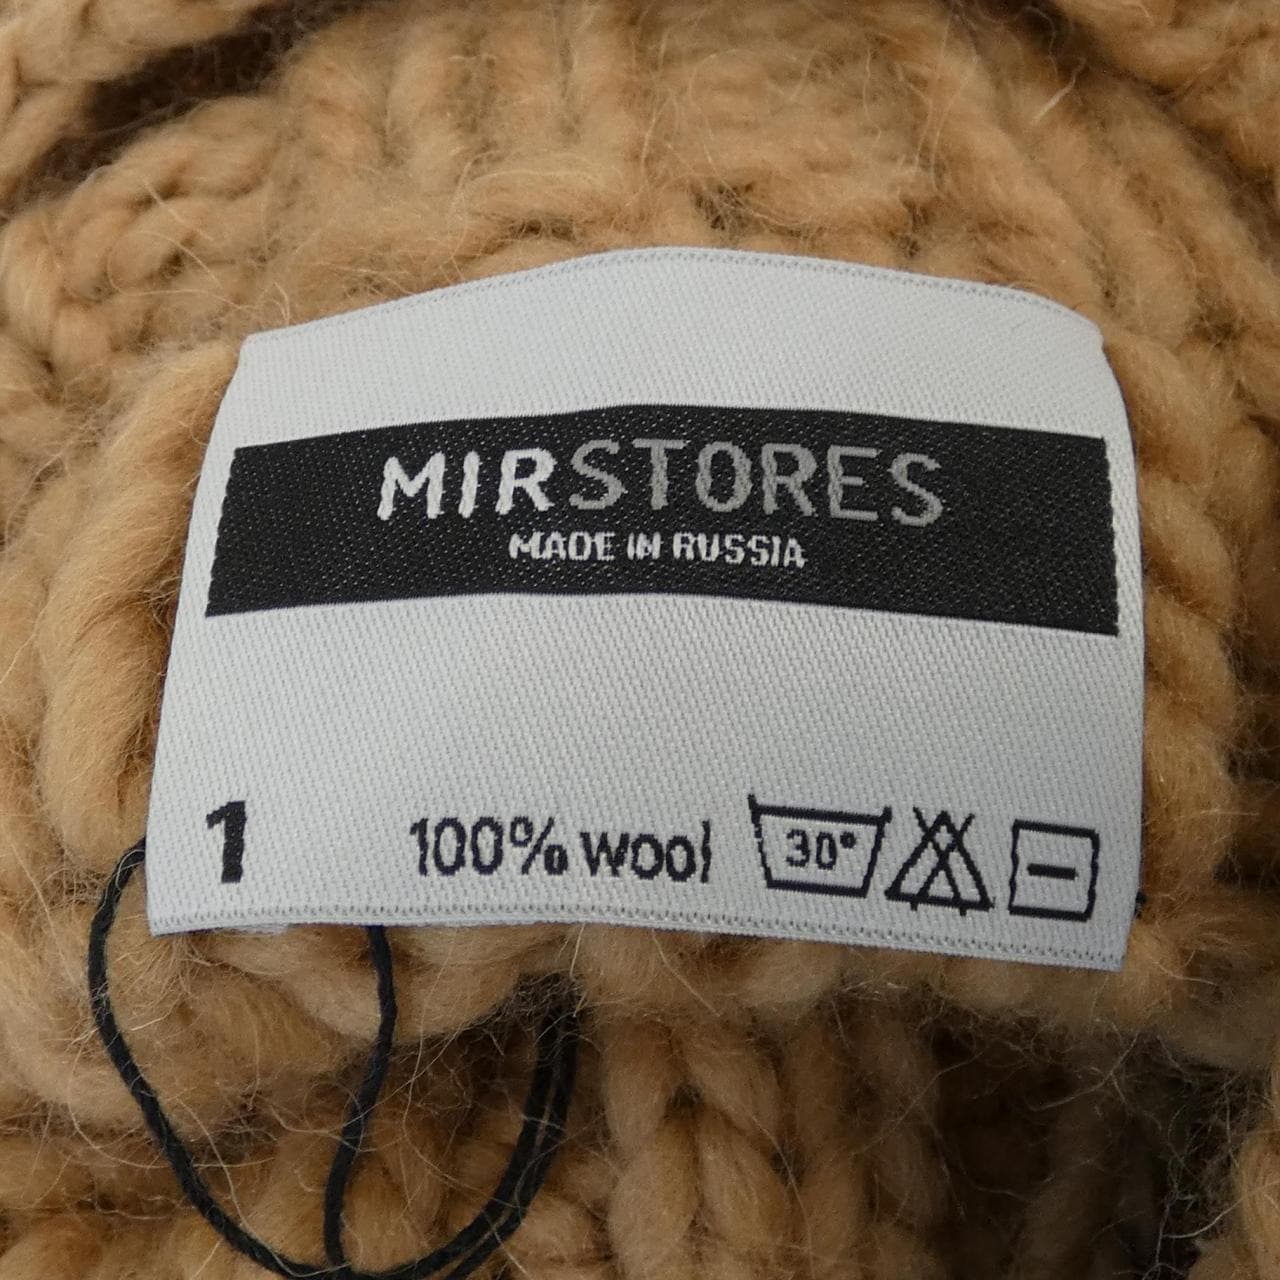 MIRSTORES
MADE IN RUSSIA
1 100% wool 30°